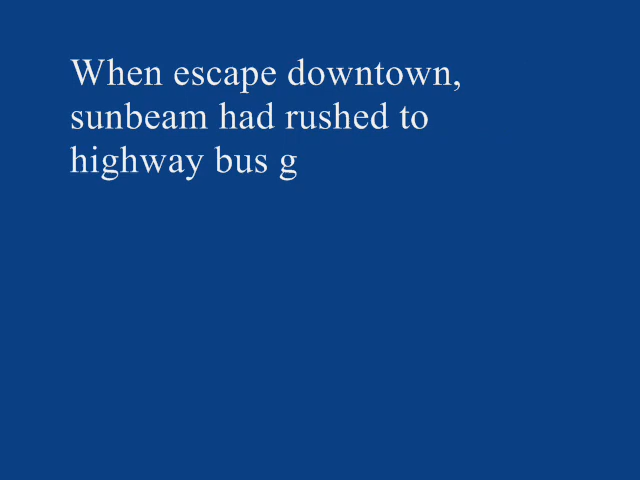 When escape downtown,
sunbeam had rushed to
highway bus g